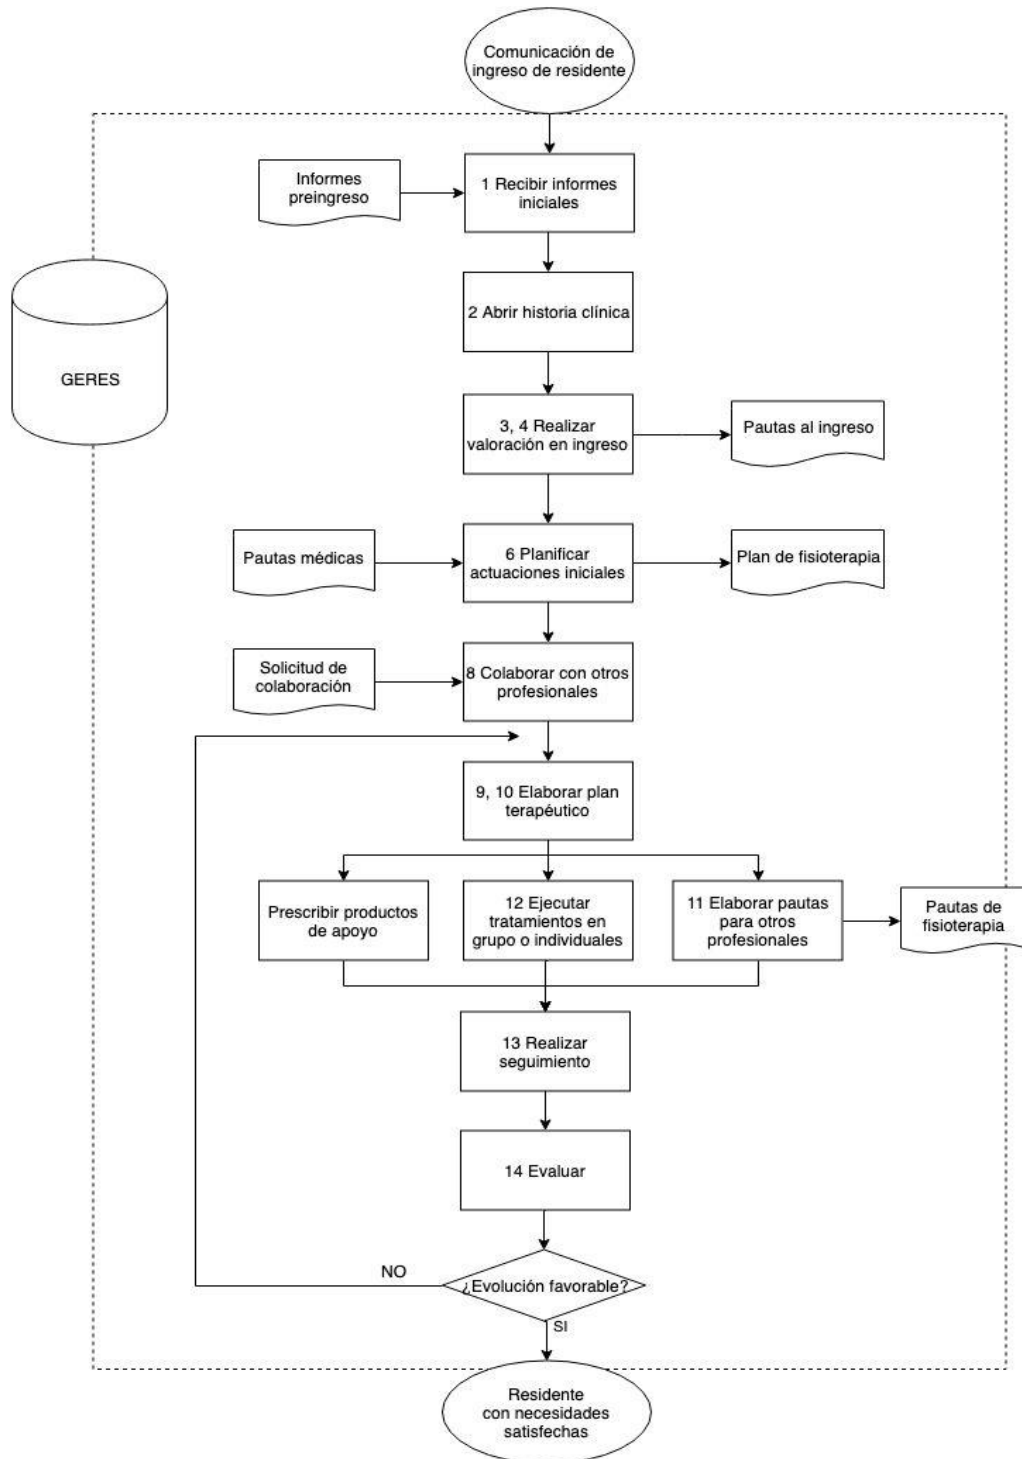 Comunicación de
ingreso de residente
Informes
preingreso
1 Recibir informes
iniciales
2 Abrir historia clínica
GERES
3, 4 Realizar
valoración en ingreso
Pautas al ingreso
Pautas médicas
6 Planificar
actuaciones iniciales
Plan de fisioterapia
Solicitud de
colaboración
8 Colaborar con otros
profesionales
9, 10 Elaborar plan
terapéutico
Prescribir productos
de apoyo
12 Ejecutar
tratamientos en
grupo o individuales
11 Elaborar pautas
para otros
profesionales
Pautas de
fisioterapia
13 Realizar
seguimiento
14 Evaluar
NO
¿Evolución favorable?
SI
Residente
con necesidades
satisfechas